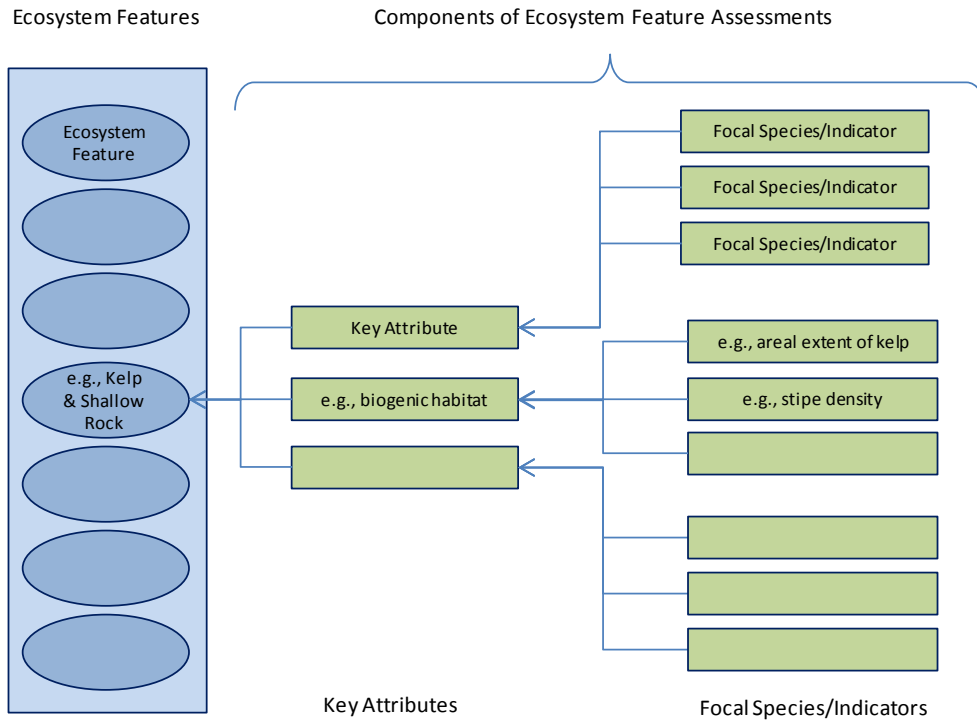 Ecosystem Features
Components of Ecosystem Feature Assessments
Ecosystem
Feature
e.g., Kelp
& Shallow
Rock
Key Attribute
e.g., biogenic habitat
Focal Species/Indicator
Focal Species/Indicator
Focal Species/Indicator
e.g., areal extent of kelp
e.g., stipe density
Key Attributes
Focal Species/Indicators